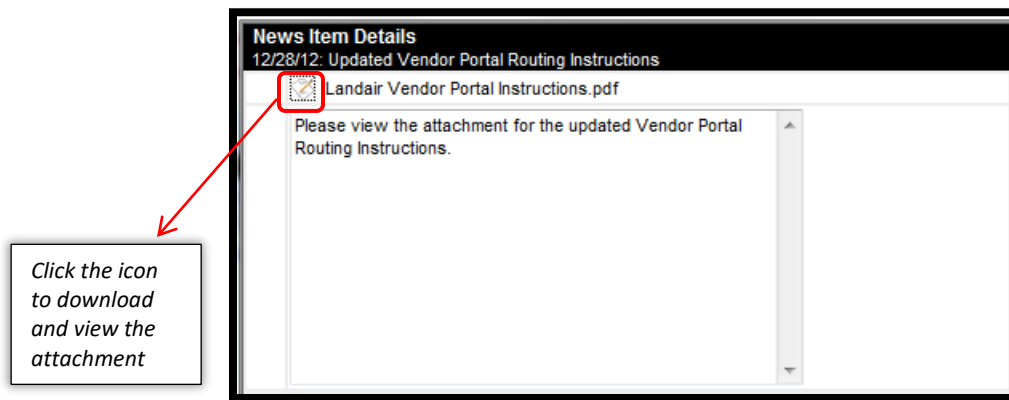 News Item Details
12/28/12: Updated Vendor Portal Routing Instructions
Landair Vendor Portal Instructions.pdf
Please view the attachment for the updated Vendor Portal
Routing Instructions.
Click the icon
to download
and view the
attachment